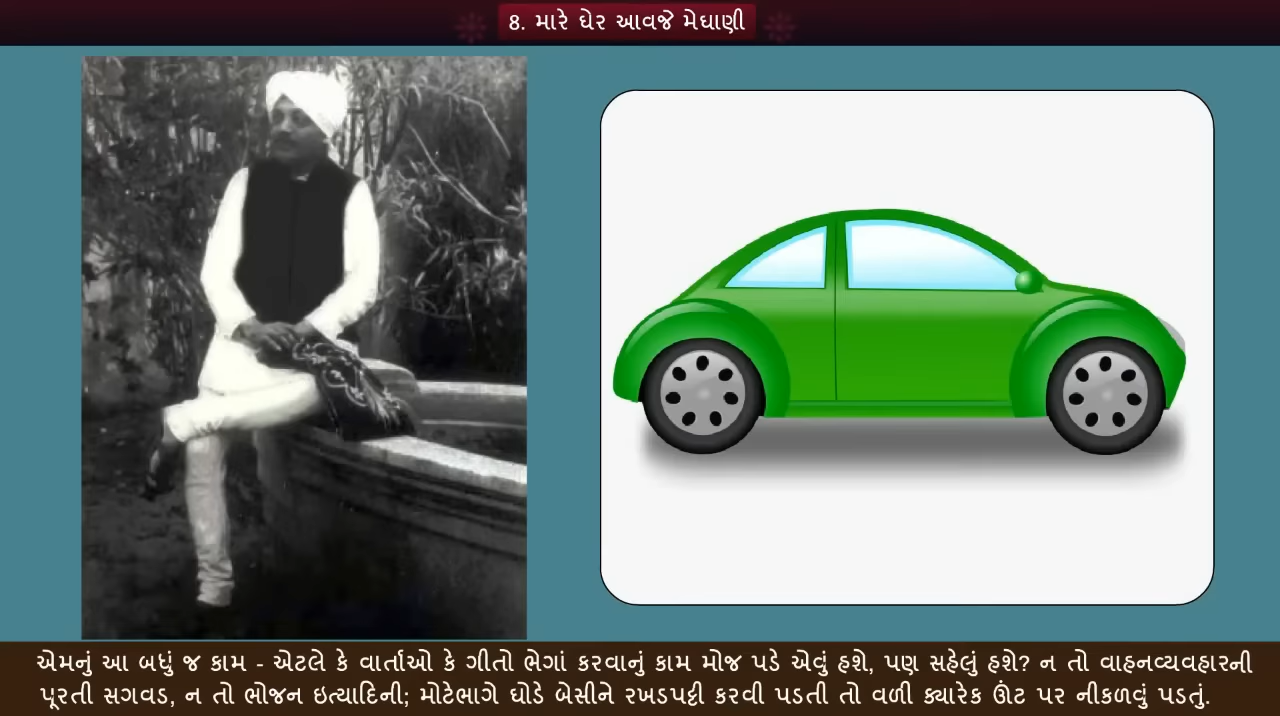 8. મારે ઘેર આવજે મેઘાણી
એમનું આ બધું જ કામ - એટલે કે વાર્તાઓ કે ગીતો ભેગાં કરવાનું કામ મોજ પડે એવું હશે, પણ સહેલું હશે? ન તો વાહનવ્યવહારની
પૂરતી સગવડ, ન તો ભોજન ઇત્યાદિની; મોટેભાગે ઘોડે બેસીને રખડપટ્ટી કરવી પડતી તો વળી ક્યારેક ઊંટ પર નીકળવું પડતું.